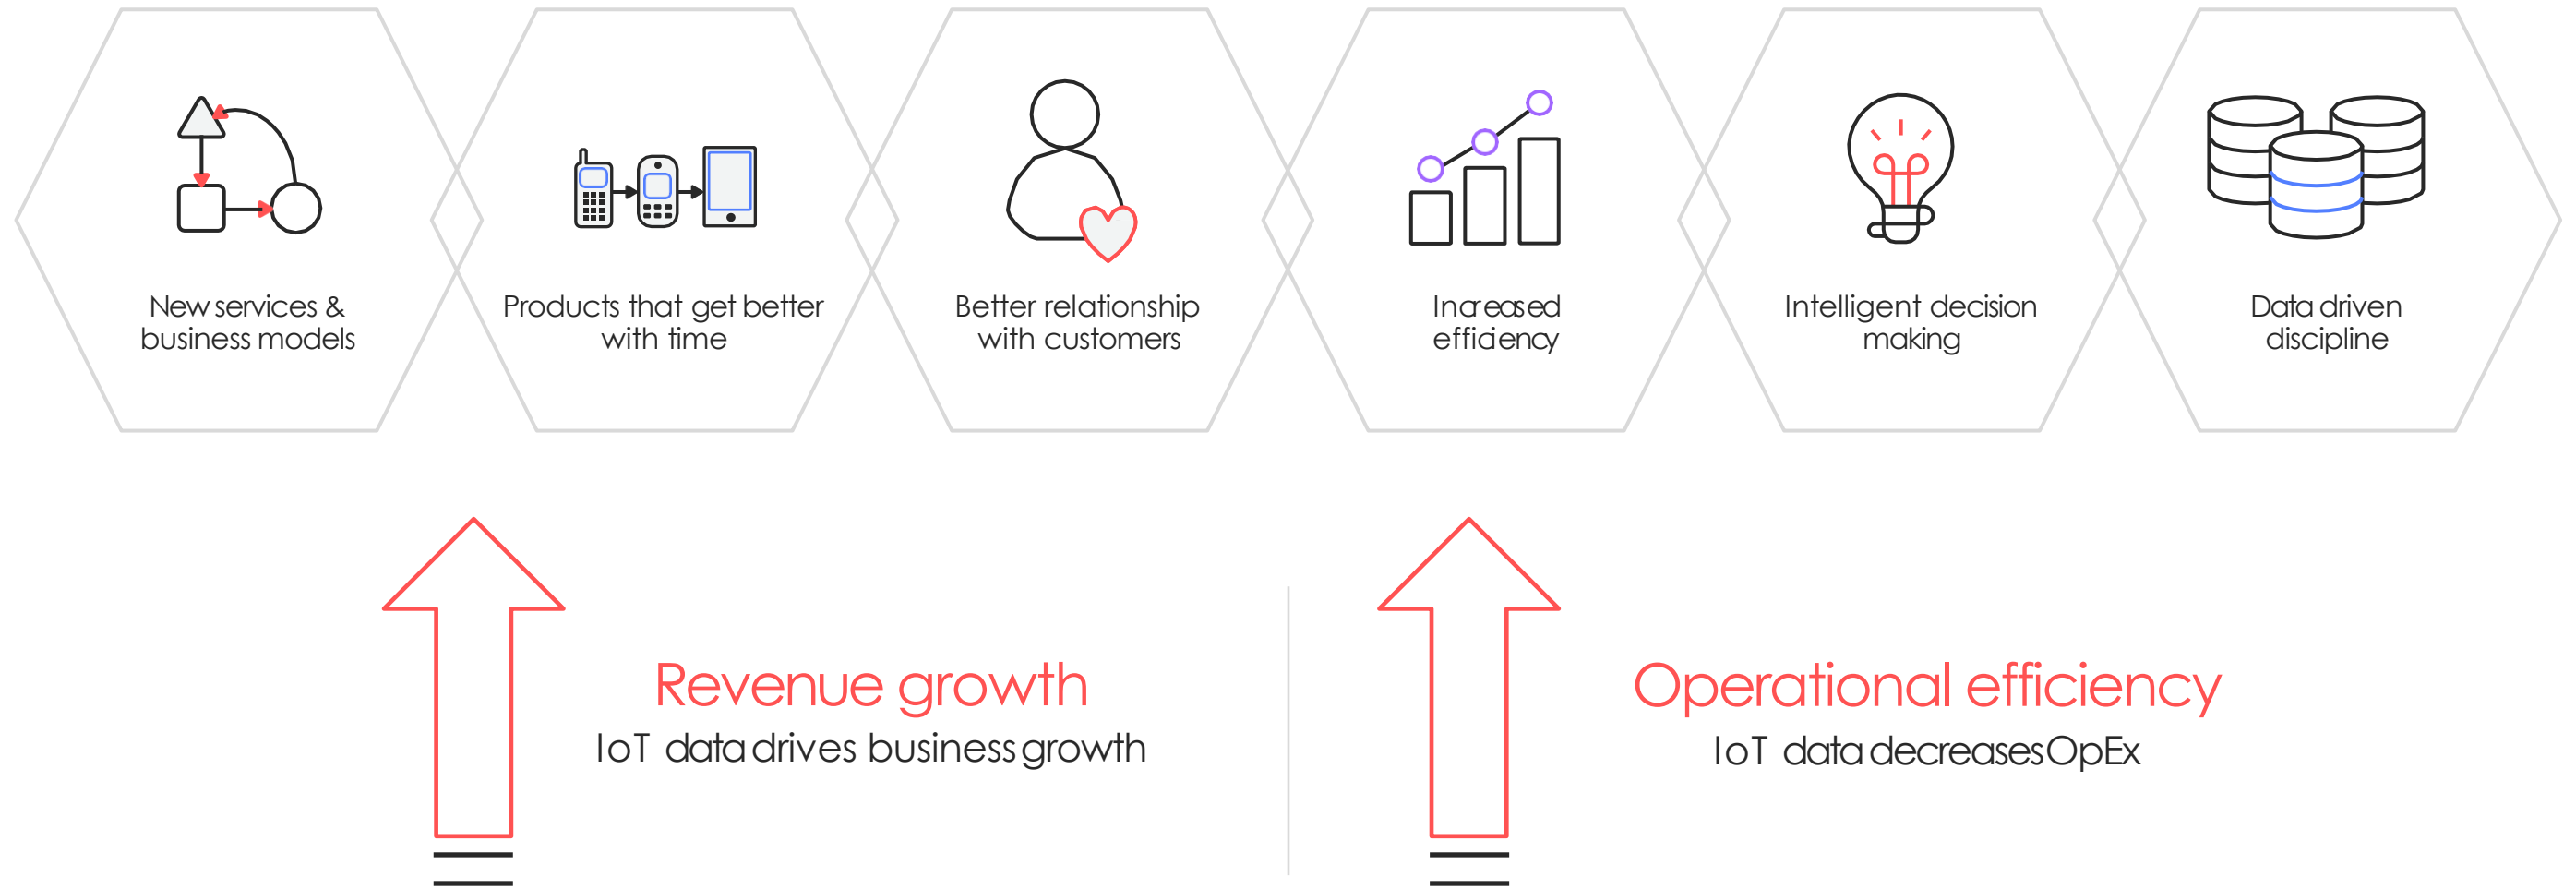 New services &
business models
Products that get better
with time
Better relationship
with customers
Increased
efficiency
Intelligent decision
making
Data driven
discipline
Revenue growth
IoT data drives business growth
Operational efficiency
IoT data decreases OpEx